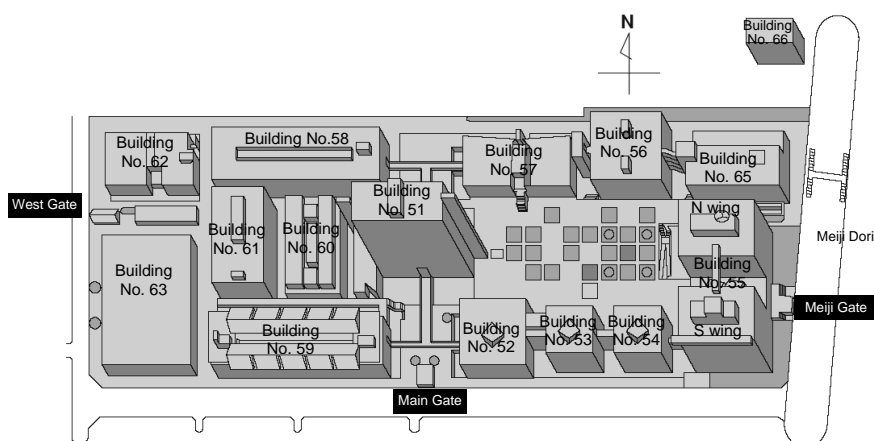 Building
No. 66
N
Building No.58
Building
No. 62
Building
No. 57
Building
No. 56
Building
No. 65
Building
No. 51
West Gate
N wing
Building
No. 61
Building
No. 60
Meiji Dori
Building
No. 63
Building
No. 55
Meiji Gate
Building
No. 59
Building
No. 52
Building
No. 53
Building
No. 54
S wing
Main Gate